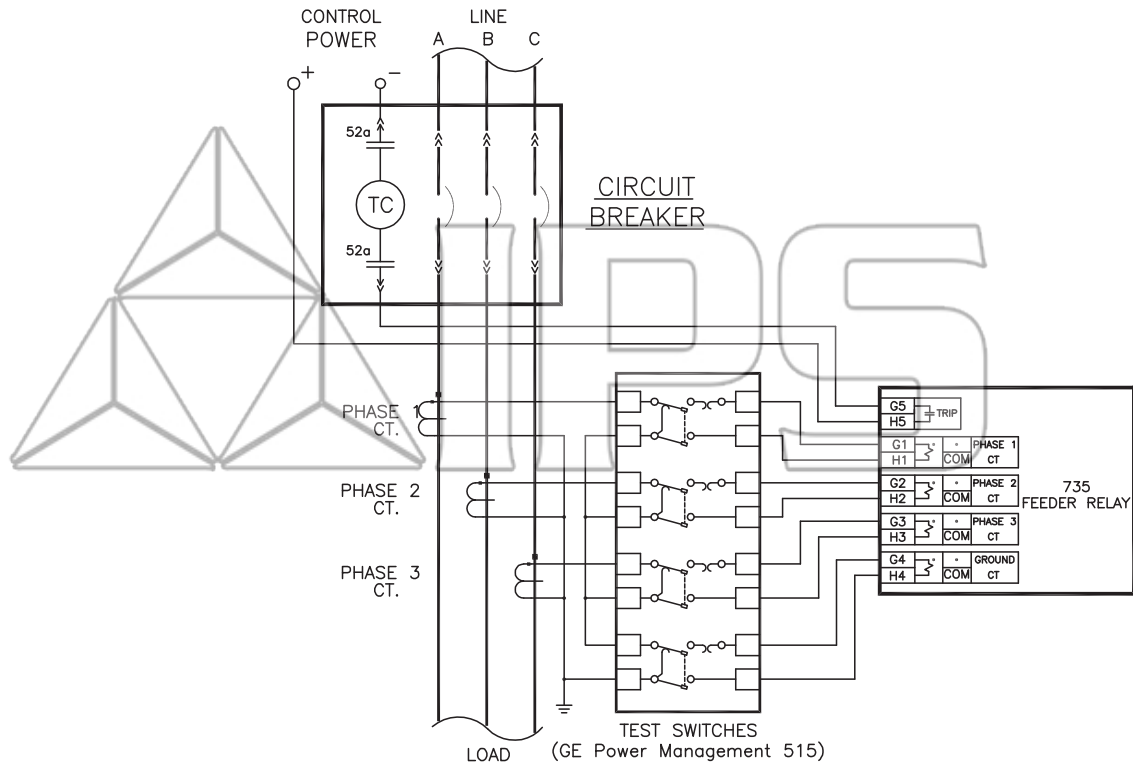 CONTROL
POWER
LINE
A B C
+ −
52a
TC
52a
CIRCUIT
BREAKER
IPS
PHASE 1
CT.
PHASE 2
CT.
PHASE 3
CT.
G5
H5
TRIP
G1
H1
COM
PHASE 1
CT
G2
H2
COM
PHASE 2
CT
G3
H3
COM
PHASE 3
CT
G4
H4
COM
GROUND
CT
735
FEEDER RELAY
TEST SWITCHES
(GE Power Management 515)
LOAD